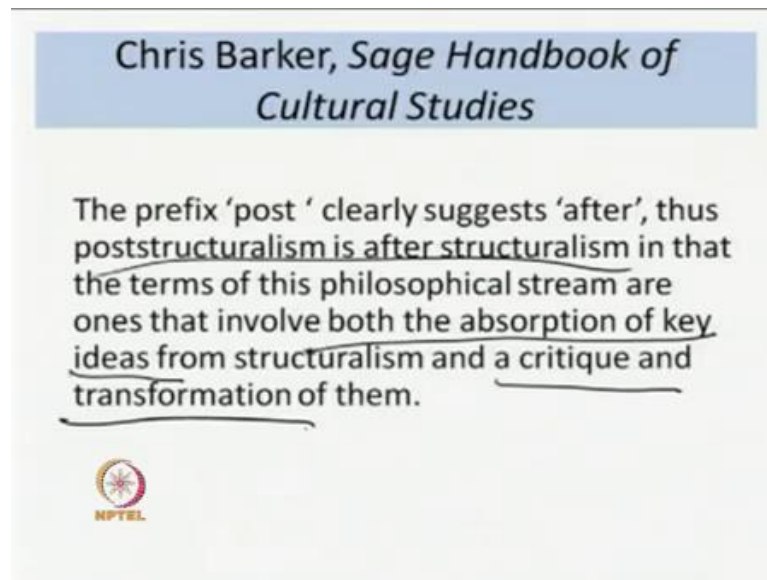 Chris Barker, Sage Handbook of
Cultural Studies
The prefix ‘post ‘ clearly suggests ‘after’, thus
poststructuralism is after structuralism in that
the terms of this philosophical stream are
ones that involve both the absorption of key
ideas from structuralism and a critique and
transformation of them.
NPTEL